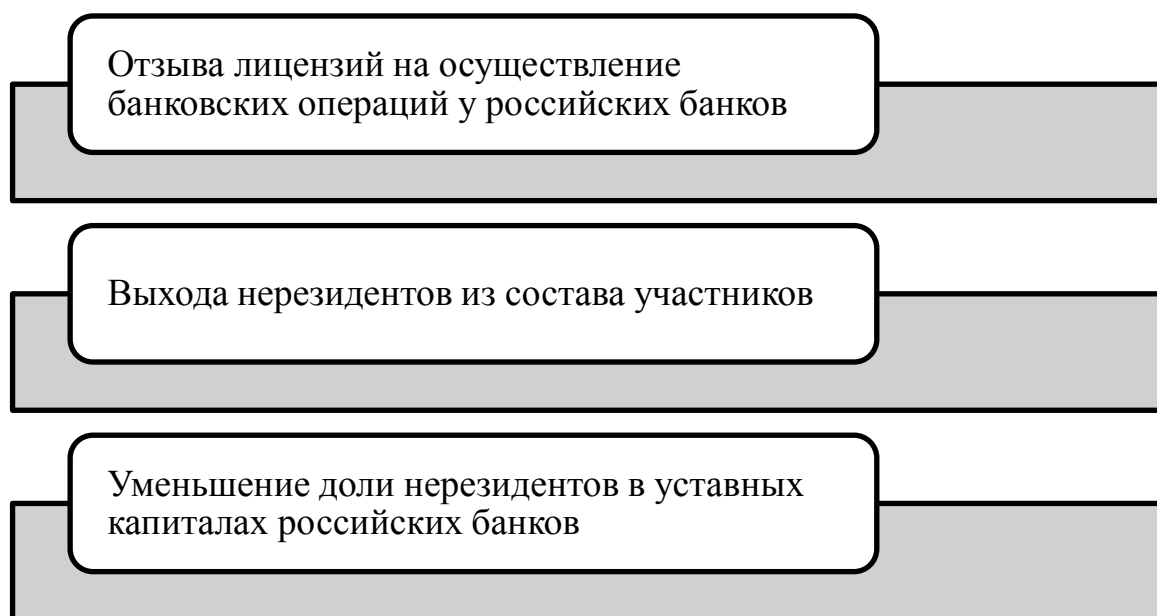 Отзыва лицензий на осуществление
банковских операций у российских банков
Выхода нерезидентов из состава участников
Уменьшение доли нерезидентов в уставных
капиталах российских банков